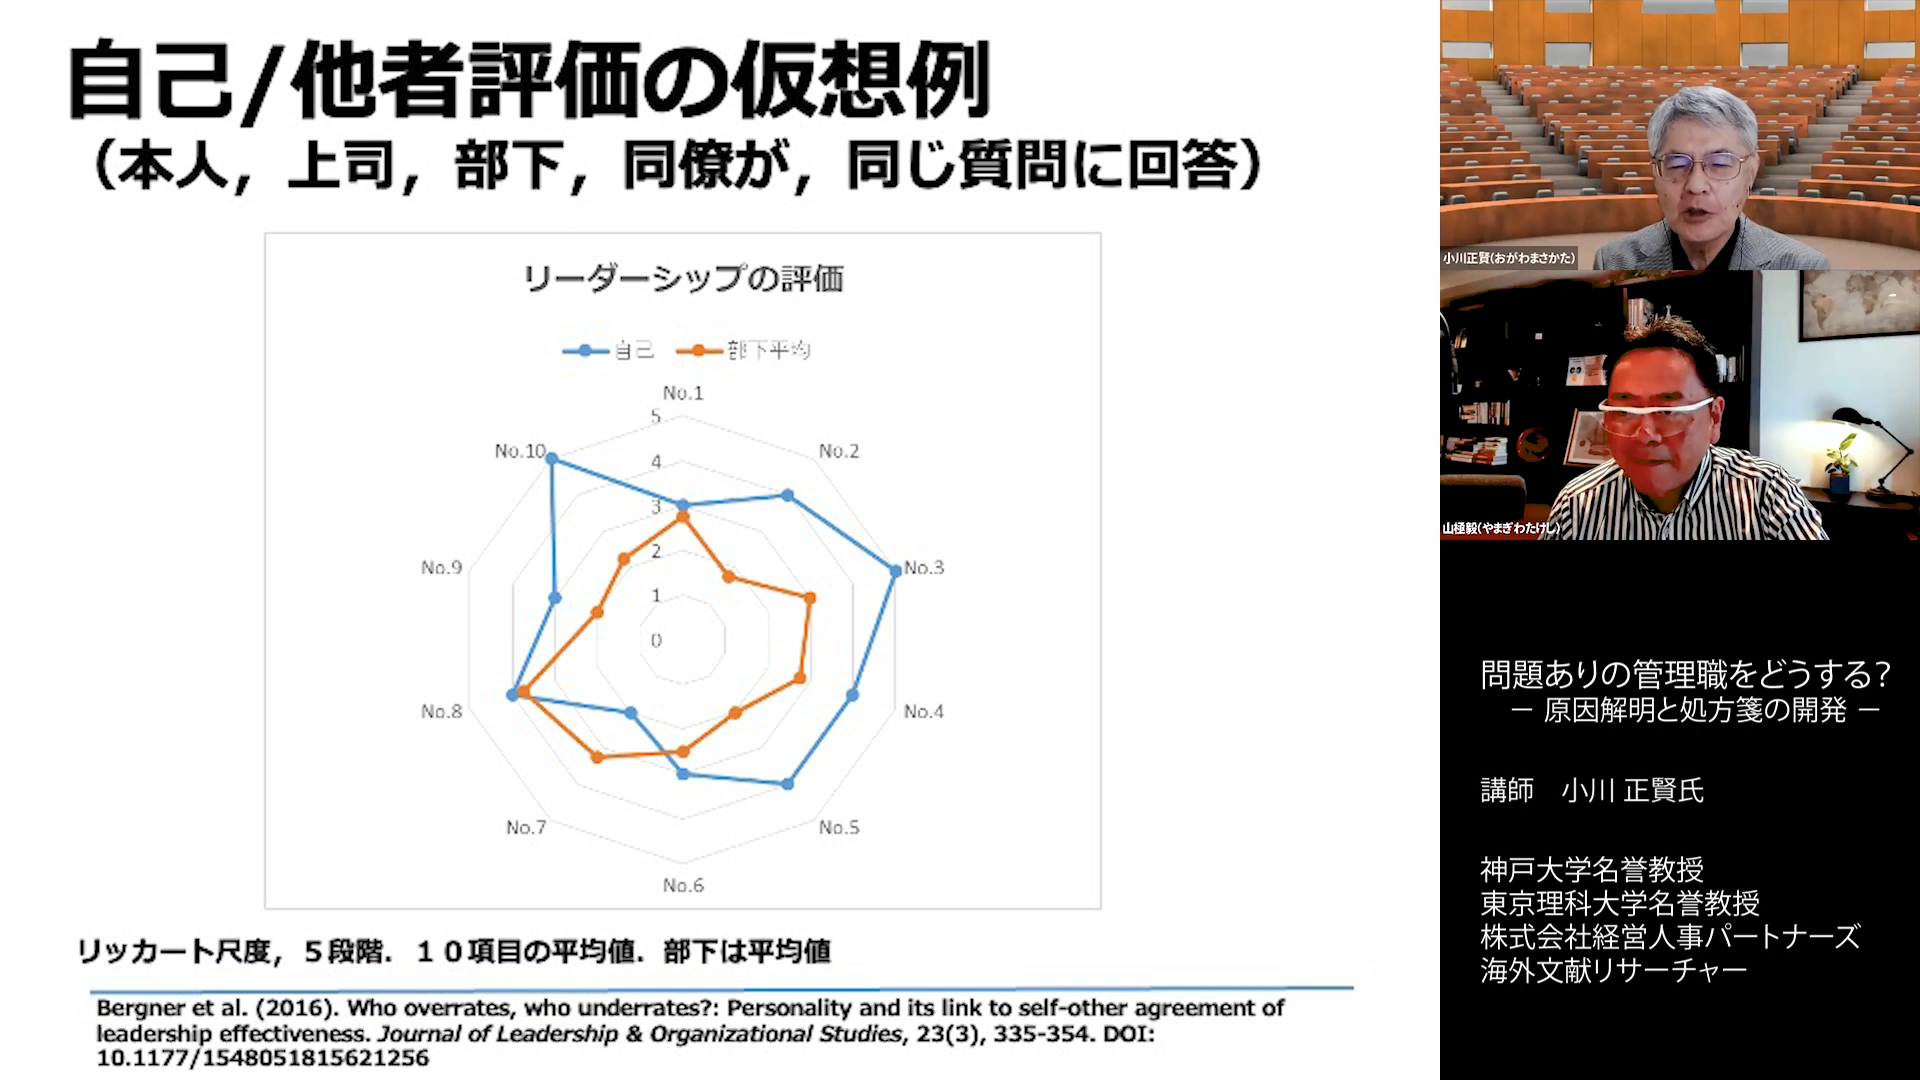 自己/他者評価の仮想例
（本人，上司，部下，同僚が，同じ質問に回答）
リーダーシップの評価
自己 部下平均
No.1
No.2
No.3
No.4
No.5
No.6
No.7
No.8
No.9
No.10
5
4
3
2
1
0
リッカート尺度，５段階．１０項目の平均値．部下は平均値
Bergner et al. (2016). Who overrates, who underrates?: Personality and its link to self-other agreement of
leadership effectiveness. Journal of Leadership & Organizational Studies, 23(3), 335-354. DOI:
10.1177/1548051815621256
小川正賢(おがわまさかた)
山極毅(やまぎわたけし)
問題ありの管理職をどうする？
－ 原因解明と処方箋の開発 －
講師　小川 正賢氏
神戸大学名誉教授
東京理科大学名誉教授
株式会社経営人事パートナーズ
海外文献リサーチャー